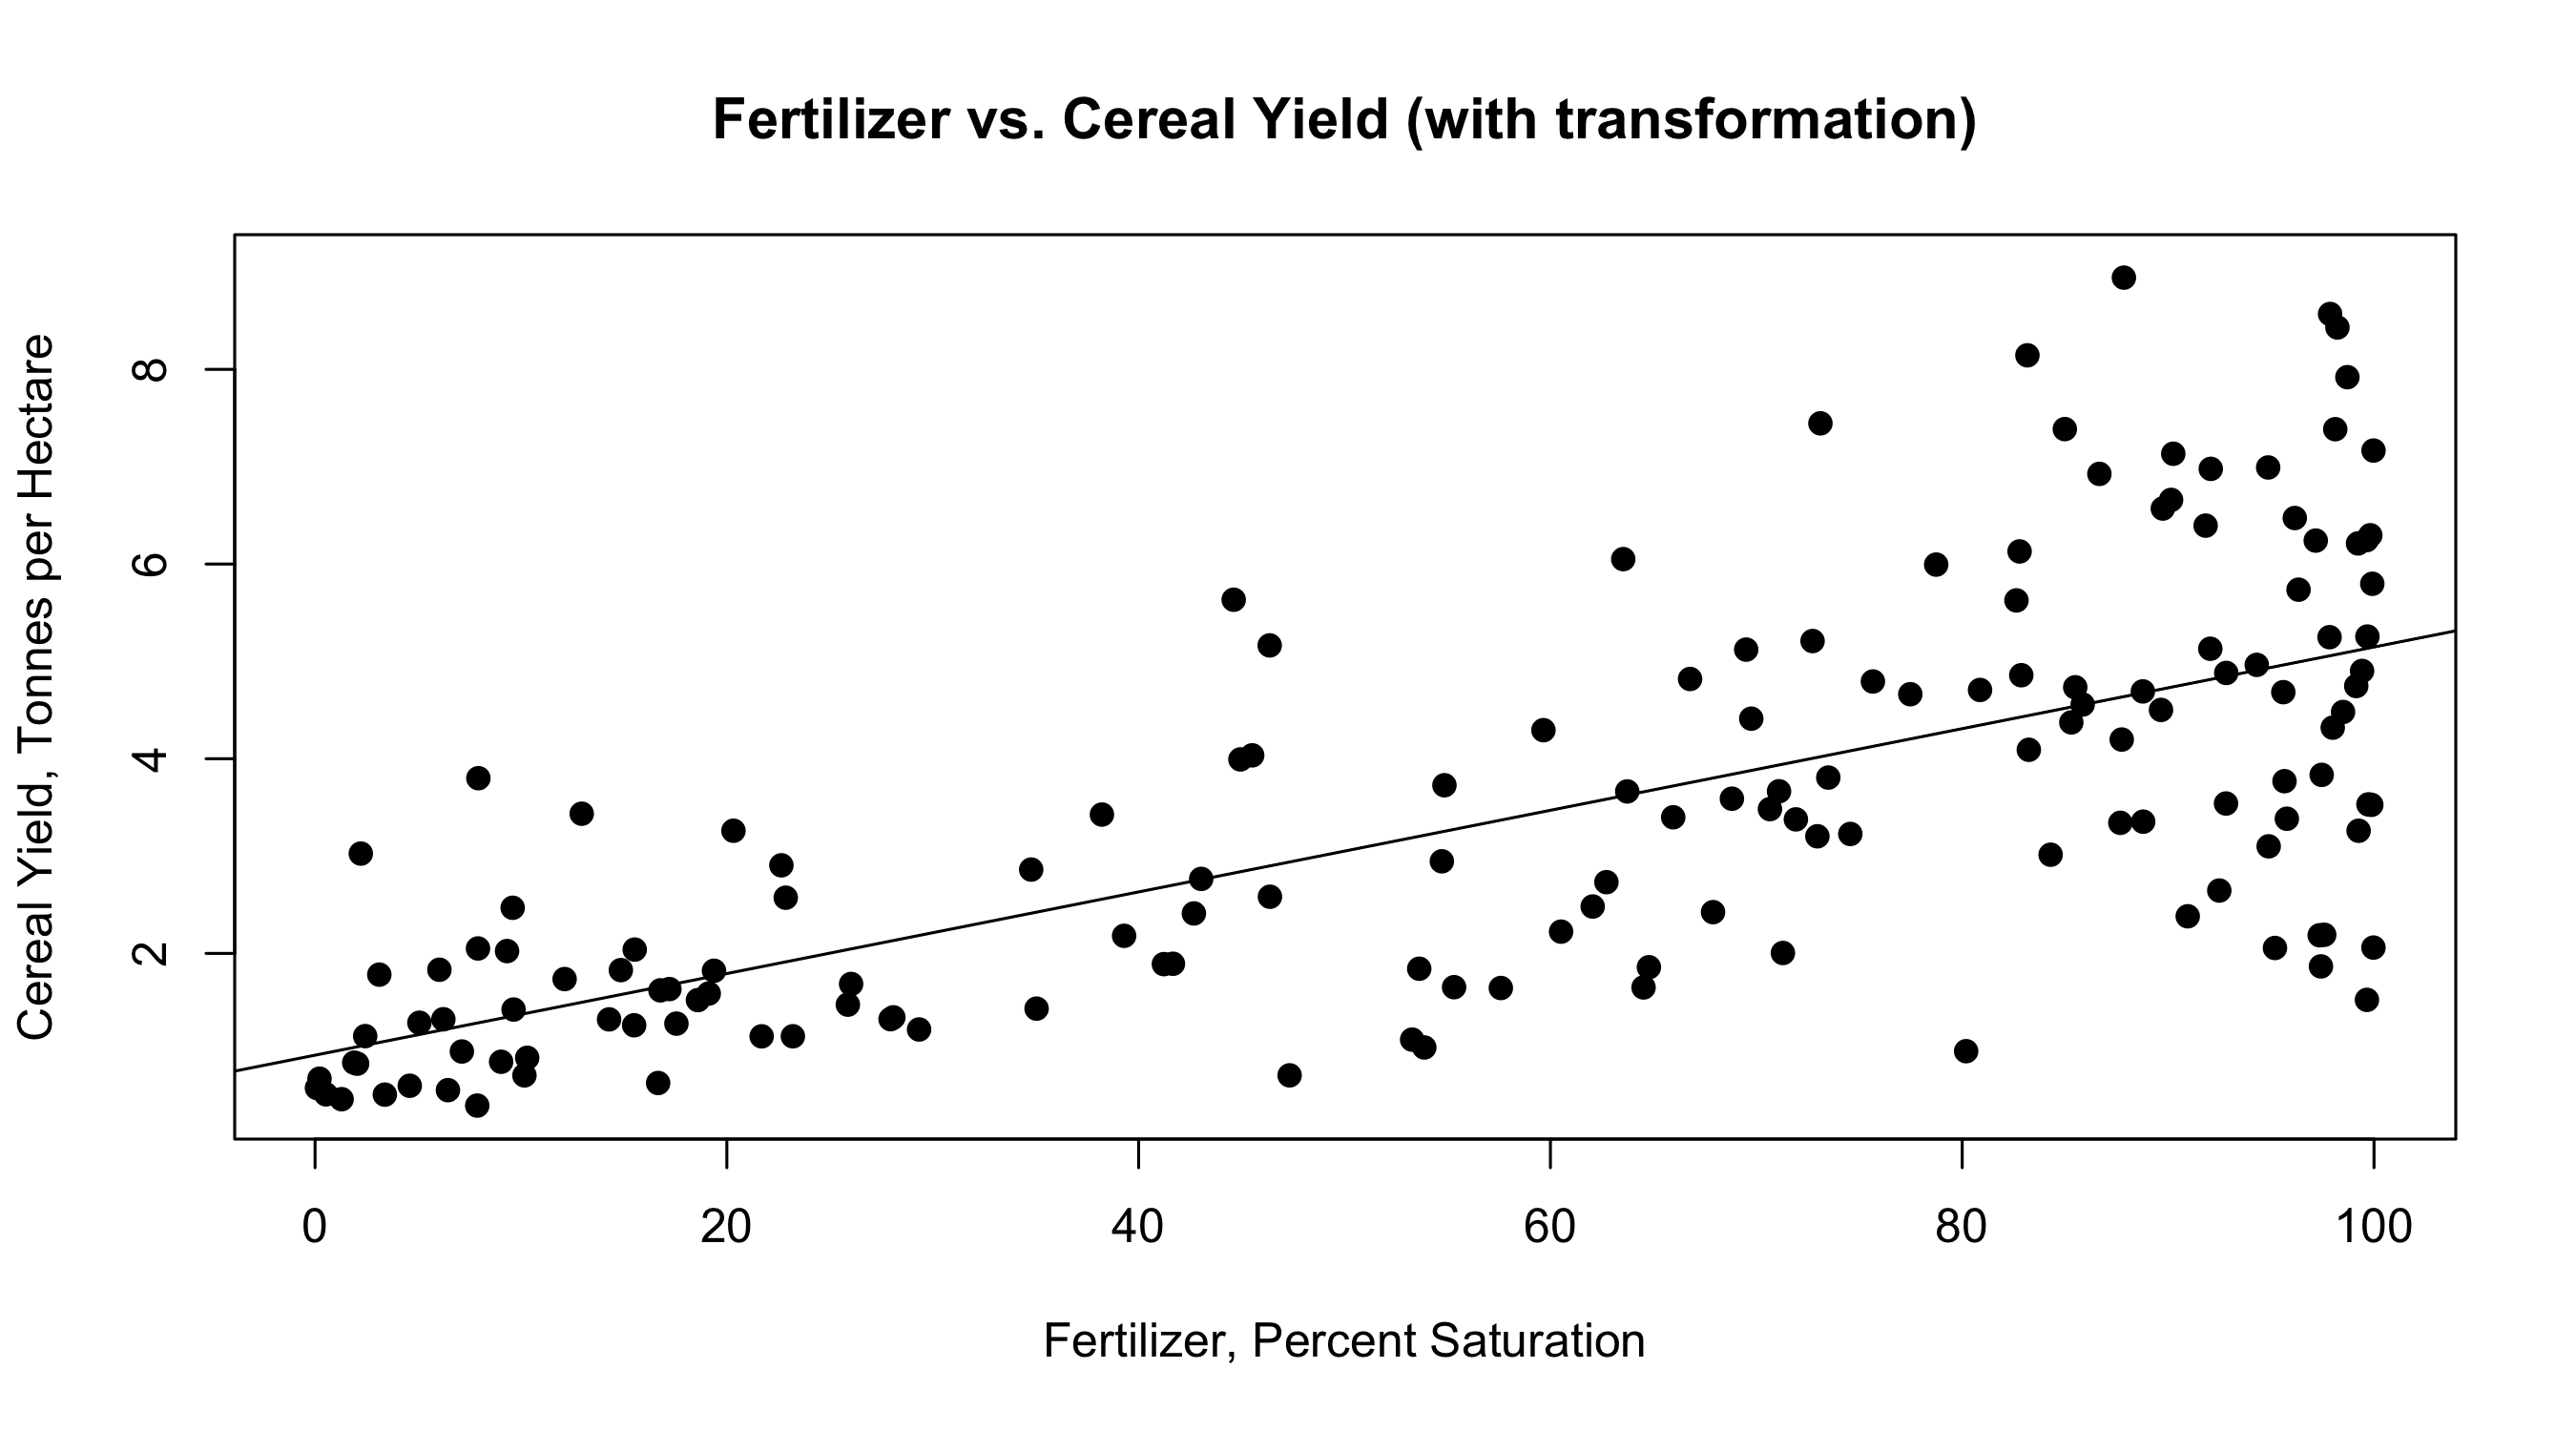 Fertilizer vs. Cereal Yield (with transformation)
Cereal Yield, Tonnes per Hectare
8
6
4
2
0 20 40 60 80 100
Fertilizer, Percent Saturation